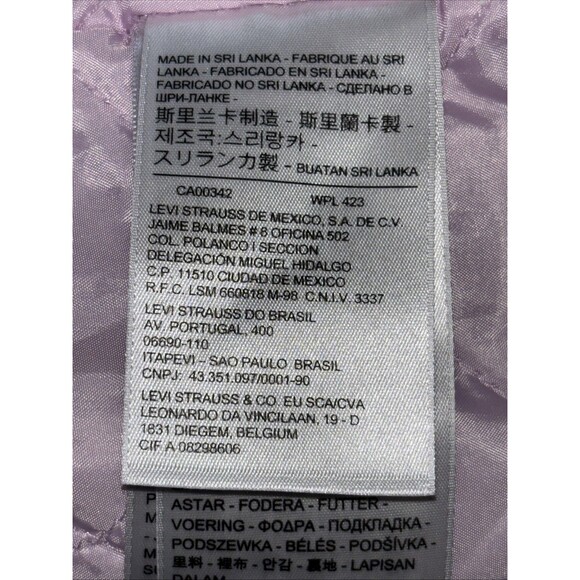 MADE IN SRI LANKA - FABRIQUE AU SRI
LANKA - FABRICADO EN SRI LANKA -
FABRICADO NO SRI LANKA - СДЕЛАНО В
ШРИ-ЛАНКЕ -
斯里兰卡制造 - 斯里蘭卡製 -
제조국:스리랑카 -
スリランカ製 - BUATAN SRI LANKA
CA00342 WPL 423
LEVI STRAUSS DE MEXICO, S.A. DE C.V
JAIME BALMES # 8 OFICINA 502
COL. POLANCO I SECCION
DELEGACIÓN MIGUEL HIDALGO
C.P. 11510 CIUDAD DE MEXICO
R.F.C. LSM 660818 M-98 C.N.I.V. 3337
LEVI STRAUSS DO BRASIL
AV. PORTUGAL, 400
06690-110
ITAPEVI – SAO PAULO BRASIL
CNPJ: 43.351.097/0001-90
LEVI STRAUSS & CO. EU SCA/CVA
LEONARDO DA VINCILAAN, 19 - D
1831 DIEGEM, BELGIUM
CIF A 08298606
ASTAR - FODERA - FUTTER -
VOERING - ФОДРА - ПОДКЛАДКА -
PODSZEWKA - BÉLÉS - PODŠÍVKA -
里料 - 裡布 - 안감 - 裏地 - LAPISAN
DALAM